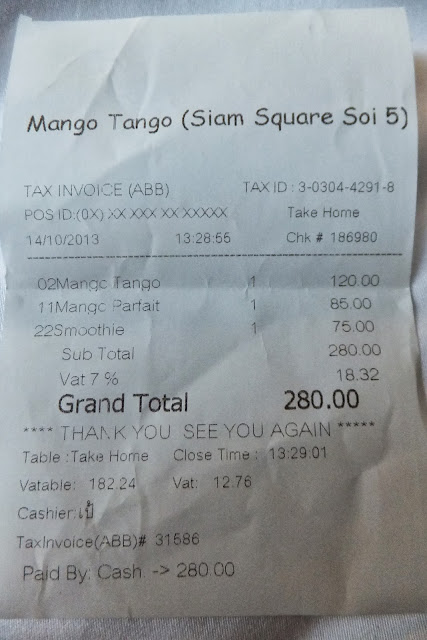 Mango Tango (Siam Square Soi 5)
TAX INVOICE (ABB) TAX ID : 3-0304-4291-8
POS ID:(0X) XX XXX XX XXXXX Take Home
14/10/2013 13:28:55 Chk # 186980
02Mango Tango 1 120.00
11Mango Parfait 1 85.00
22Smoothie 1 75.00
Sub Total 280.00
Vat 7 % 18.32
Grand Total 280.00
**** THANK YOU SEE YOU AGAIN *****
Table :Take Home Close Time : 13:29:01
Vatable: 182.24 Vat: 12.76
Cashier:เป้
TaxInvoice(ABB)# 31586
Paid By: Cash -> 280.00